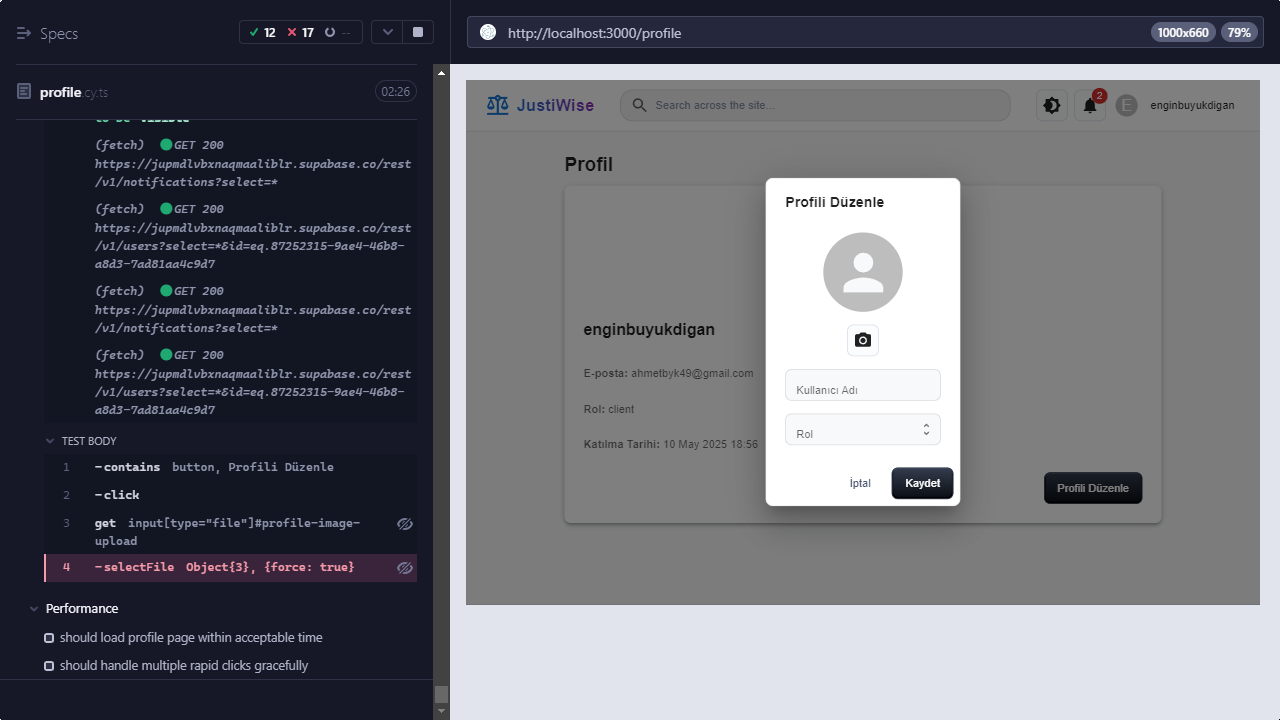 Specs
12
17
--
profile.cy.ts
02:26
to be visible
(fetch) GET 200
https://jupmdlvbxnaqmaaliblr.supabase.co/rest
/v1/notifications?select=*
(fetch) GET 200
https://jupmdlvbxnaqmaaliblr.supabase.co/rest
/v1/users?select=*&id=eq.87252315-9ae4-46b8-
a8d3-7ad81aa4c9d7
(fetch) GET 200
https://jupmdlvbxnaqmaaliblr.supabase.co/rest
/v1/notifications?select=*
(fetch) GET 200
https://jupmdlvbxnaqmaaliblr.supabase.co/rest
/v1/users?select=*&id=eq.87252315-9ae4-46b8-
a8d3-7ad81aa4c9d7
TEST BODY
1 -contains button, Profili Düzenle
2 -click
3 get input[type="file"]#profile-image-
upload
4 -selectFile Object{3}, {force: true}
Performance
should load profile page within acceptable time
should handle multiple rapid clicks gracefully
http://localhost:3000/profile
1000x660
79%
JustiWise
Search across the site...
2
E
enginbuyukdigan
Profil
enginbuyukdigan
E-posta: ahmetbyk49@gmail.com
Rol: client
Katılma Tarihi: 10 May 2025 18:56
Profili Düzenle
Profili Düzenle
Kullanıcı Adı
Rol
İptal
Kaydet